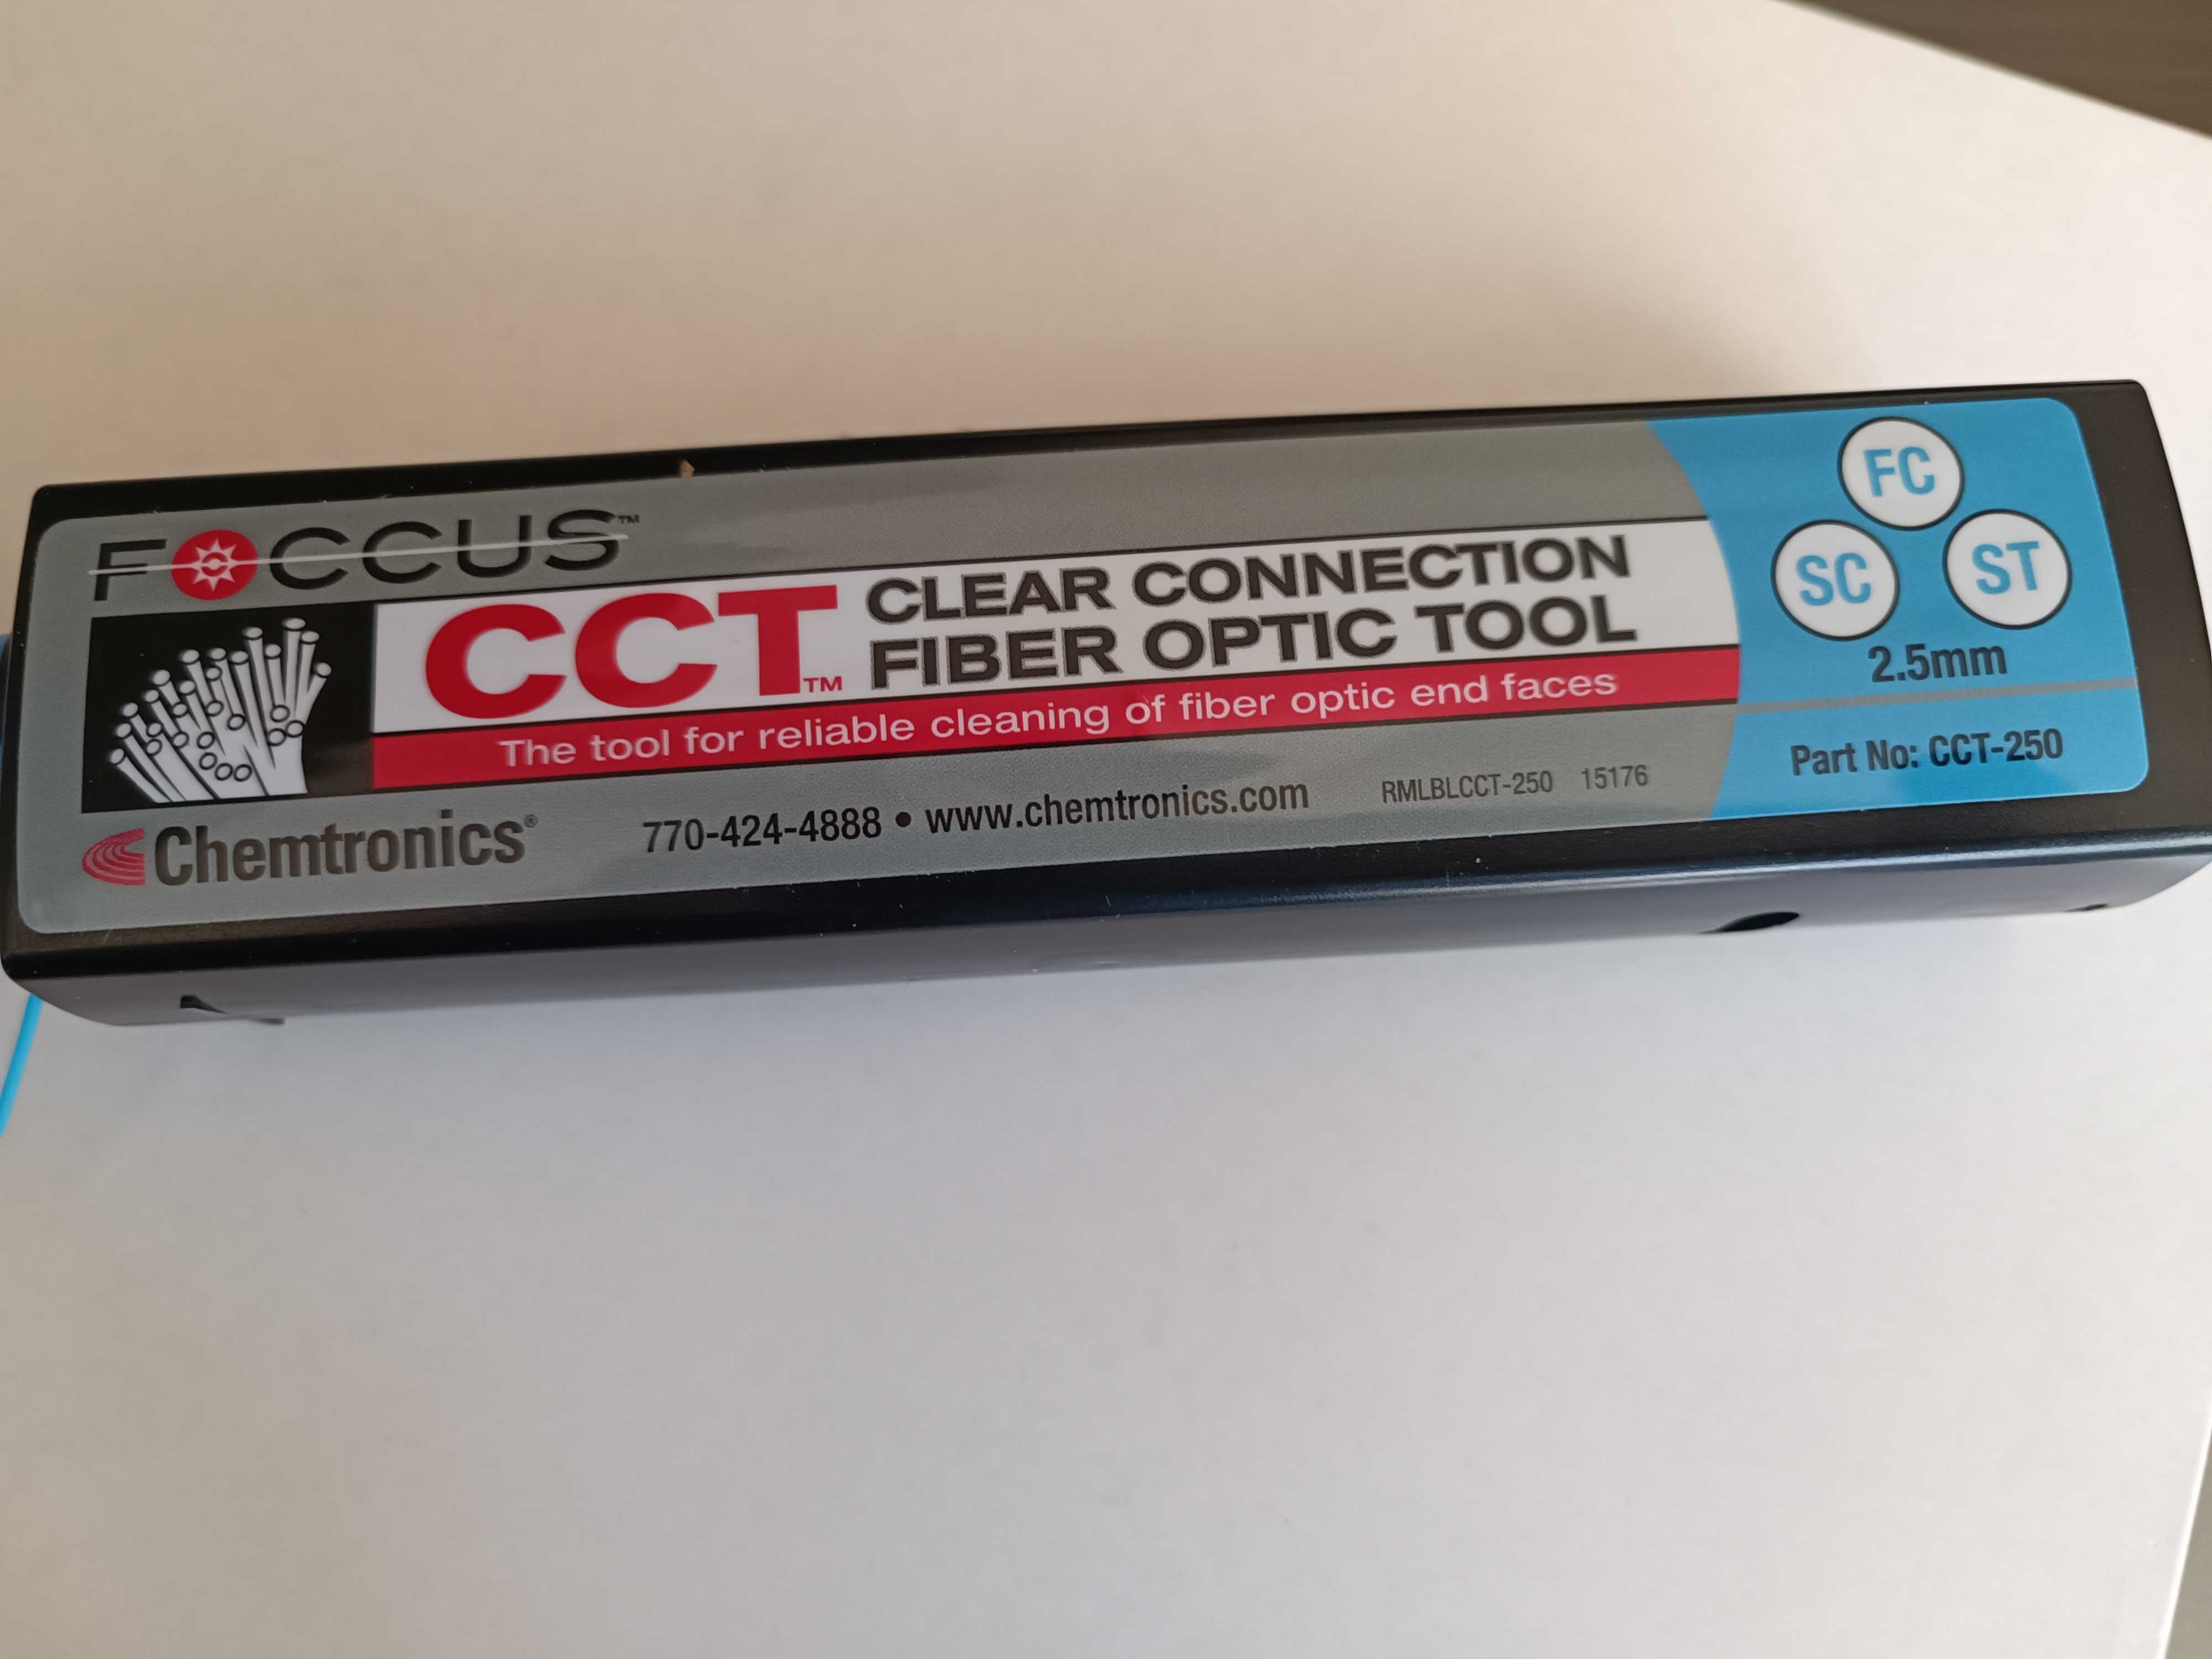 FOCCUS™
CCT™ CLEAR CONNECTION
FIBER OPTIC TOOL
The tool for reliable cleaning of fiber optic end faces
Chemtronics®
770-424-4888 • www.chemtronics.com
RMLBLCCT-250 15176
FC
SC
ST
2.5mm
Part No: CCT-250